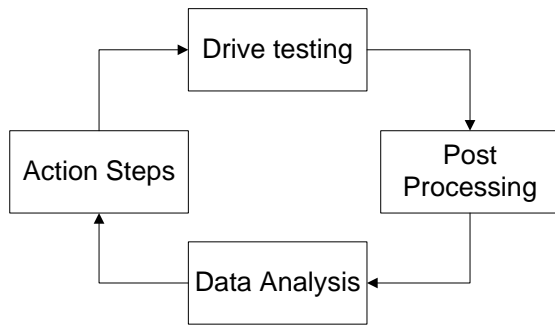 Drive testing
Action Steps
Post
Processing
Data Analysis